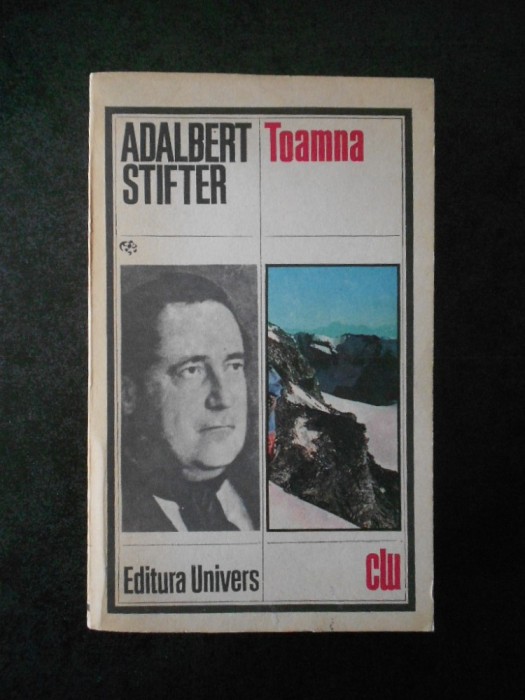 ADALBERT
STIFTER
Toamna
Editura Univers
clu